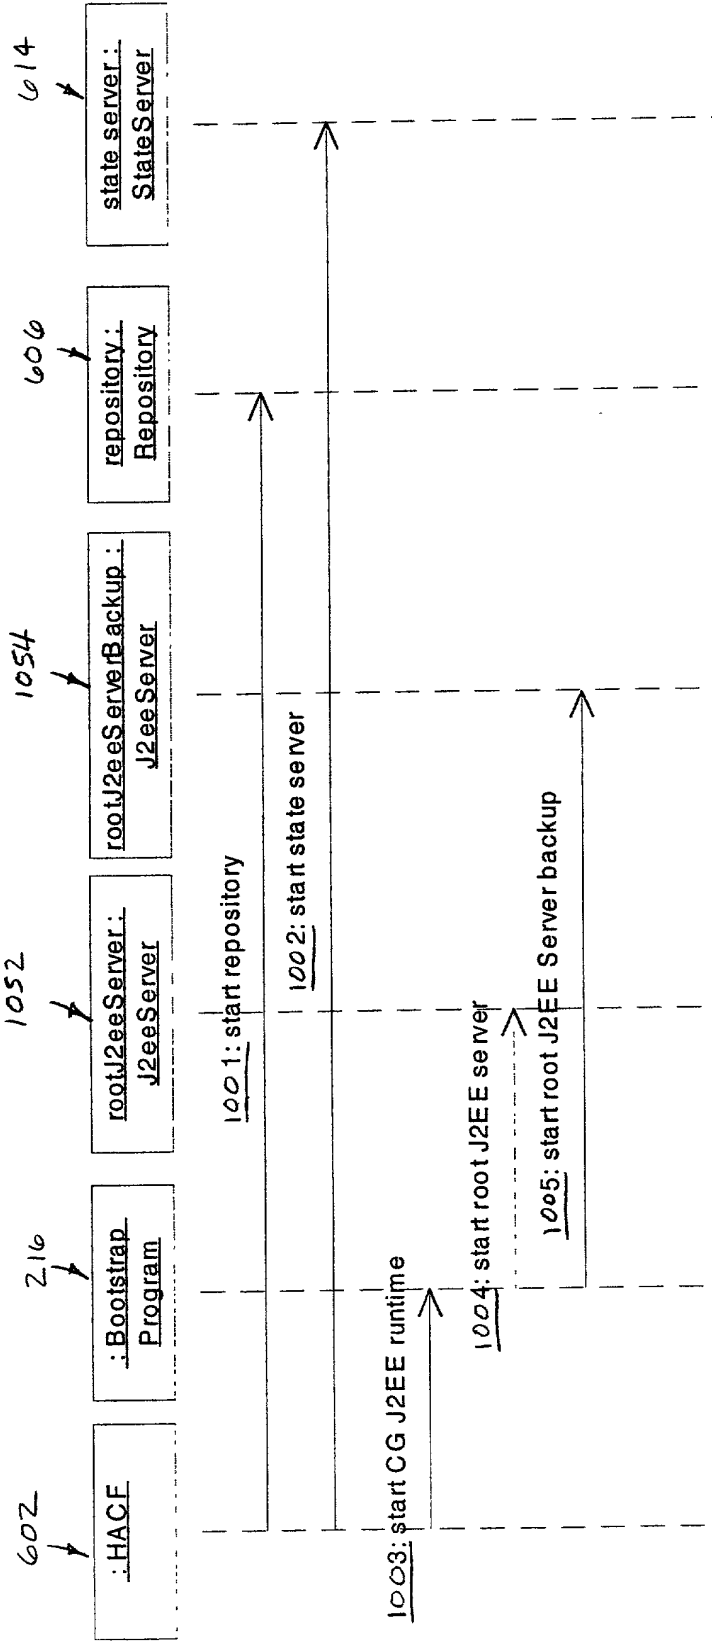 602
216
1052
1054
606
614
: HACF
: Bootstrap
Program
rootJ2eeServer :
J2eeServer
rootJ2eeServerBackup :
J2eeServer
repository :
Repository
state server :
StateServer
1001: start repository
1002: start state server
1003: start CG J2EE runtime
1004: start root J2EE server
1005: start root J2EE Server backup